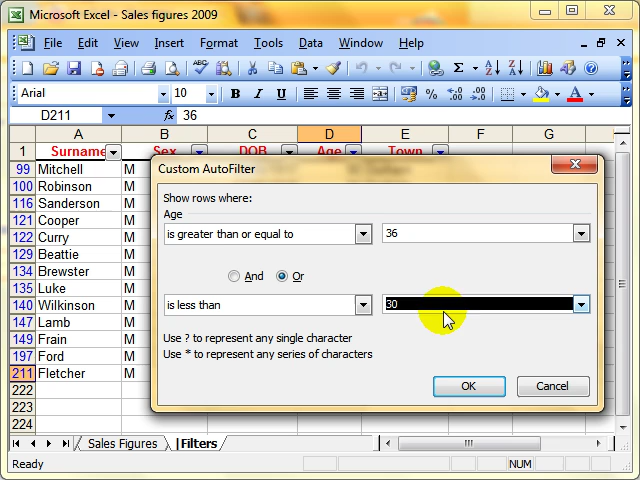 Microsoft Excel - Sales figures 2009
File Edit View Insert Format Tools Data Window Help
Arial 10 B I U
D211 fx 36
A B C D E F G
1 Surname Sex DOB Age Town
99 Mitchell M
100 Robinson M
116 Sanderson M
121 Cooper M
122 Curry M
129 Beattie M
134 Brewster M
135 Luke M
140 Wilkinson M
147 Lamb M
149 Frain M
197 Ford M
211 Fletcher M
222
223
224
Custom AutoFilter
Show rows where:
Age
is greater than or equal to 36
And Or
is less than 30
Use ? to represent any single character
Use * to represent any series of characters
OK Cancel
Sales Figures Filters
Ready NUM